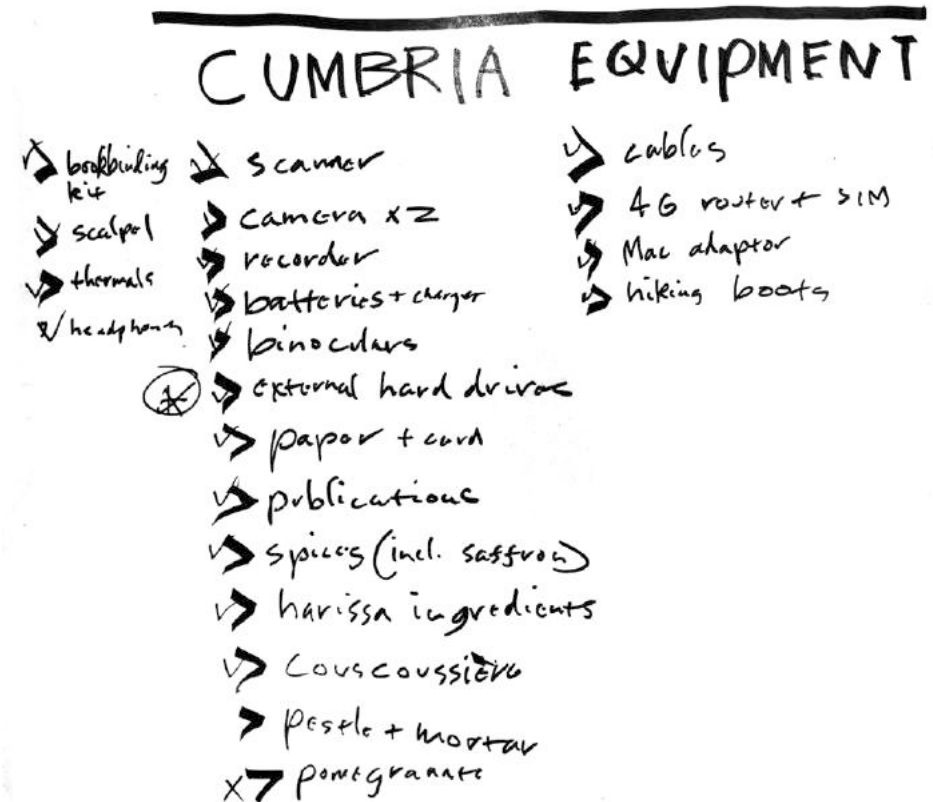 CUMBRIA EQUIPMENT
bookbinding
kit
scalpel
thermals
headphones
scanner
camera x2
recorder
batteries + charger
binoculars
external hard drives
paper + card
publications
spices (incl. saffron)
harissa ingredients
couscoussière
pestle + mortar
x pomegranate
cables
4G router + SIM
Mac adaptor
hiking boots